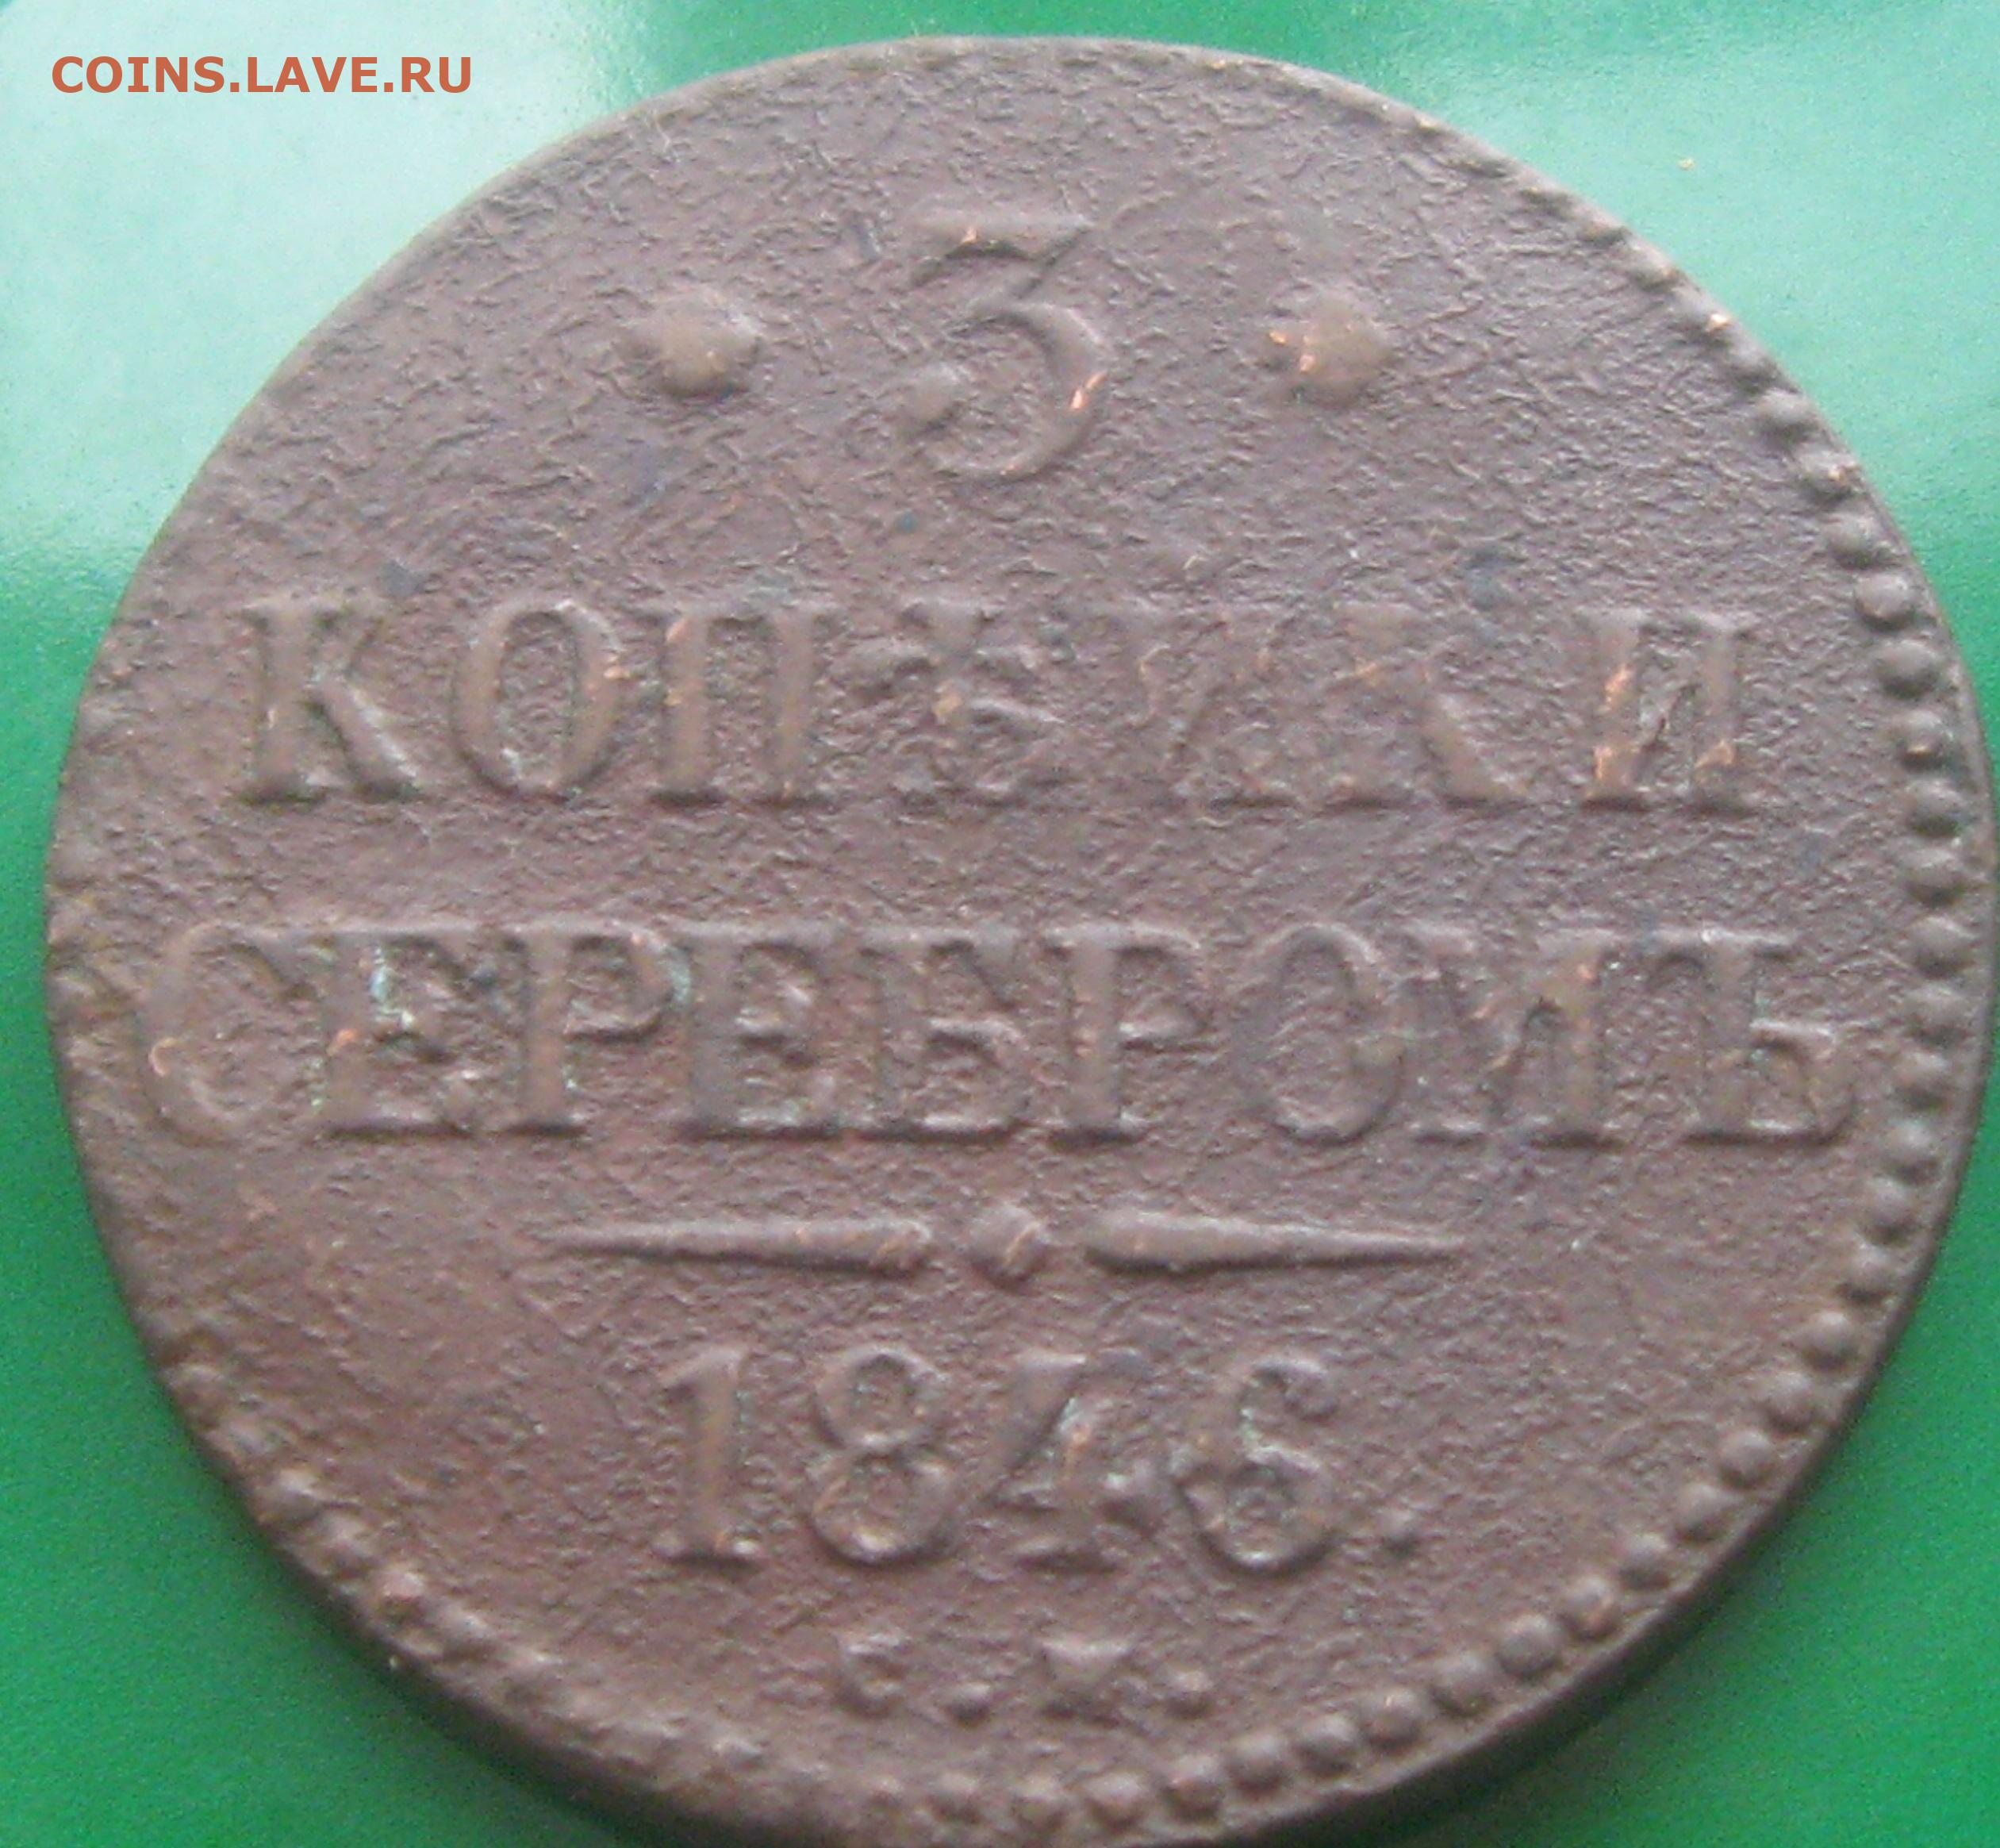 COINS.LAVE.RU
· 3 ·
КОПѢЙКИ
СЕРЕБРОМЪ
1846.
С. М.